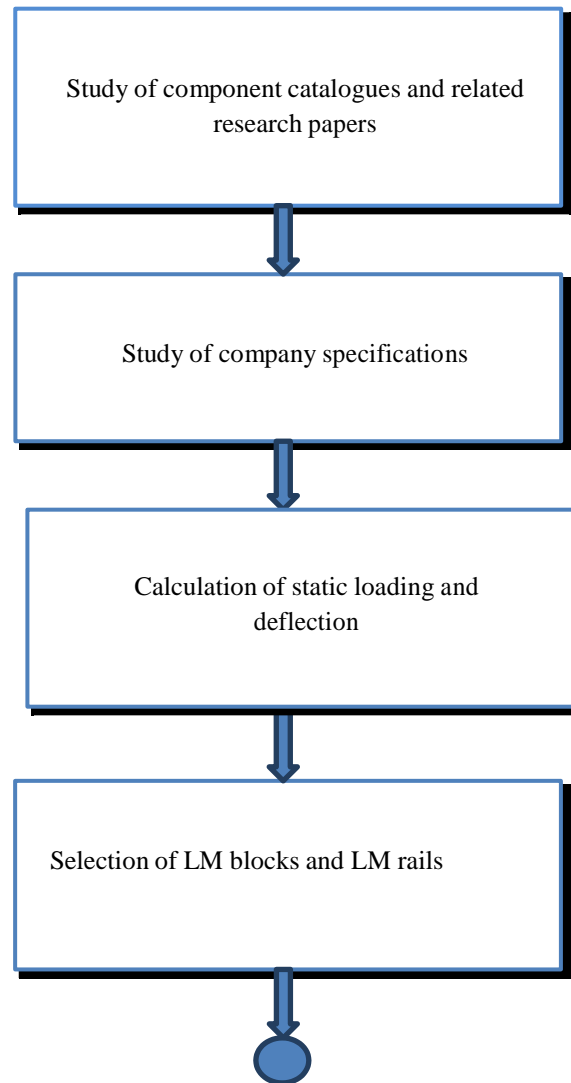 Study of component catalogues and related
research papers
Study of company specifications
Calculation of static loading and
deflection
Selection of LM blocks and LM rails